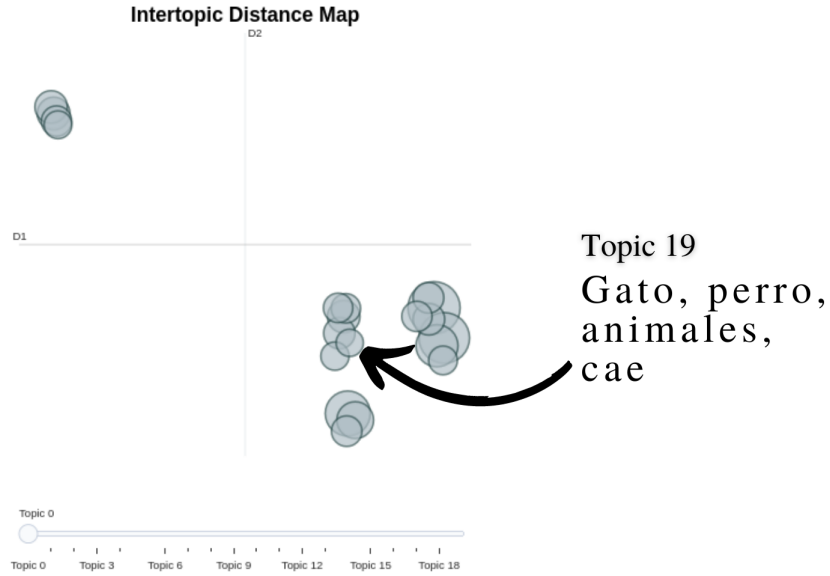 Intertopic Distance Map
D2
D1
Topic 19
Gato, perro,
animales,
cae
Topic 0
Topic 0 Topic 3 Topic 6 Topic 9 Topic 12 Topic 15 Topic 18